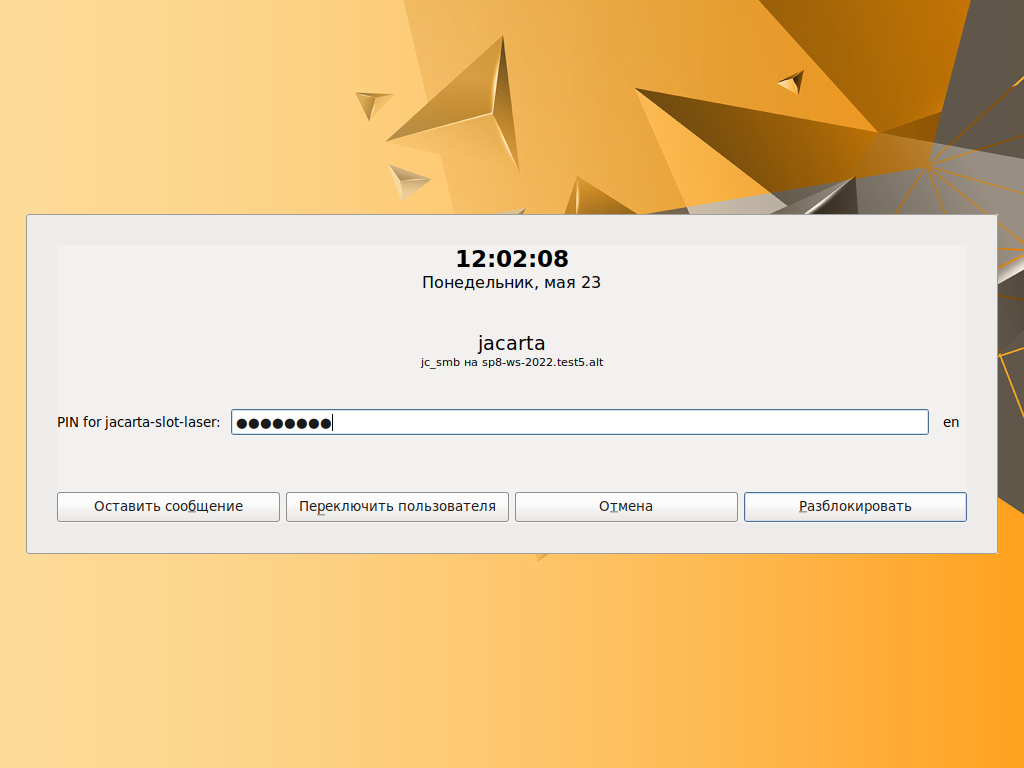 12:02:08
Понедельник, мая 23
jacarta
jc_smb на sp8-ws-2022.test5.alt
PIN for jacarta-slot-laser: ●●●●●●●● en
Оставить сообщение Переключить пользователя Отмена Разблокировать